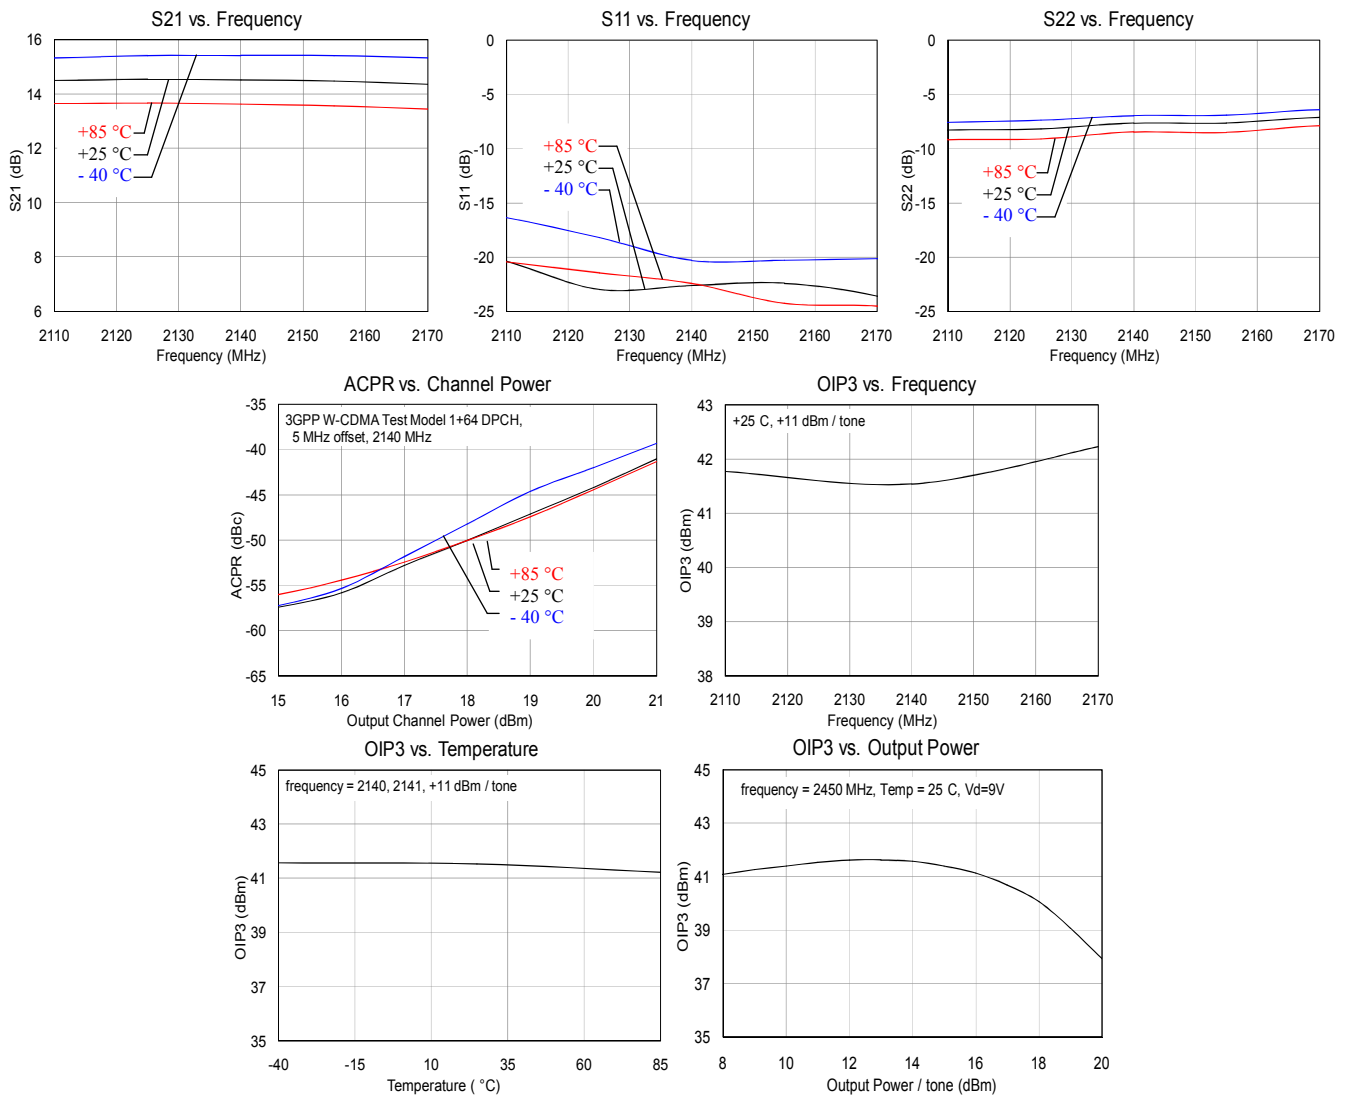 S21 vs. Frequency
16
14
12
10
8
6
S21 (dB)
+85 °C
+25 °C
- 40 °C
2110 2120 2130 2140 2150 2160 2170
Frequency (MHz)
S11 vs. Frequency
0
-5
-10
-15
-20
-25
S11 (dB)
+85 °C
+25 °C
- 40 °C
2110 2120 2130 2140 2150 2160 2170
Frequency (MHz)
S22 vs. Frequency
0
-5
-10
-15
-20
-25
S22 (dB)
+85 °C
+25 °C
- 40 °C
2110 2120 2130 2140 2150 2160 2170
Frequency (MHz)
ACPR vs. Channel Power
-35
-40
-45
-50
-55
-60
-65
ACPR (dBc)
3GPP W-CDMA Test Model 1+64 DPCH,
5 MHz offset, 2140 MHz
+85 °C
+25 °C
- 40 °C
15 16 17 18 19 20 21
Output Channel Power (dBm)
OIP3 vs. Frequency
43
42
41
40
39
38
OIP3 (dBm)
+25 C, +11 dBm / tone
2110 2120 2130 2140 2150 2160 2170
Frequency (MHz)
OIP3 vs. Temperature
45
43
41
39
37
35
OIP3 (dBm)
frequency = 2140, 2141, +11 dBm / tone
-40 -15 10 35 60 85
Temperature ( °C)
OIP3 vs. Output Power
45
43
41
39
37
35
OIP3 (dBm)
frequency = 2450 MHz, Temp = 25 C, Vd=9V
8 10 12 14 16 18 20
Output Power / tone (dBm)